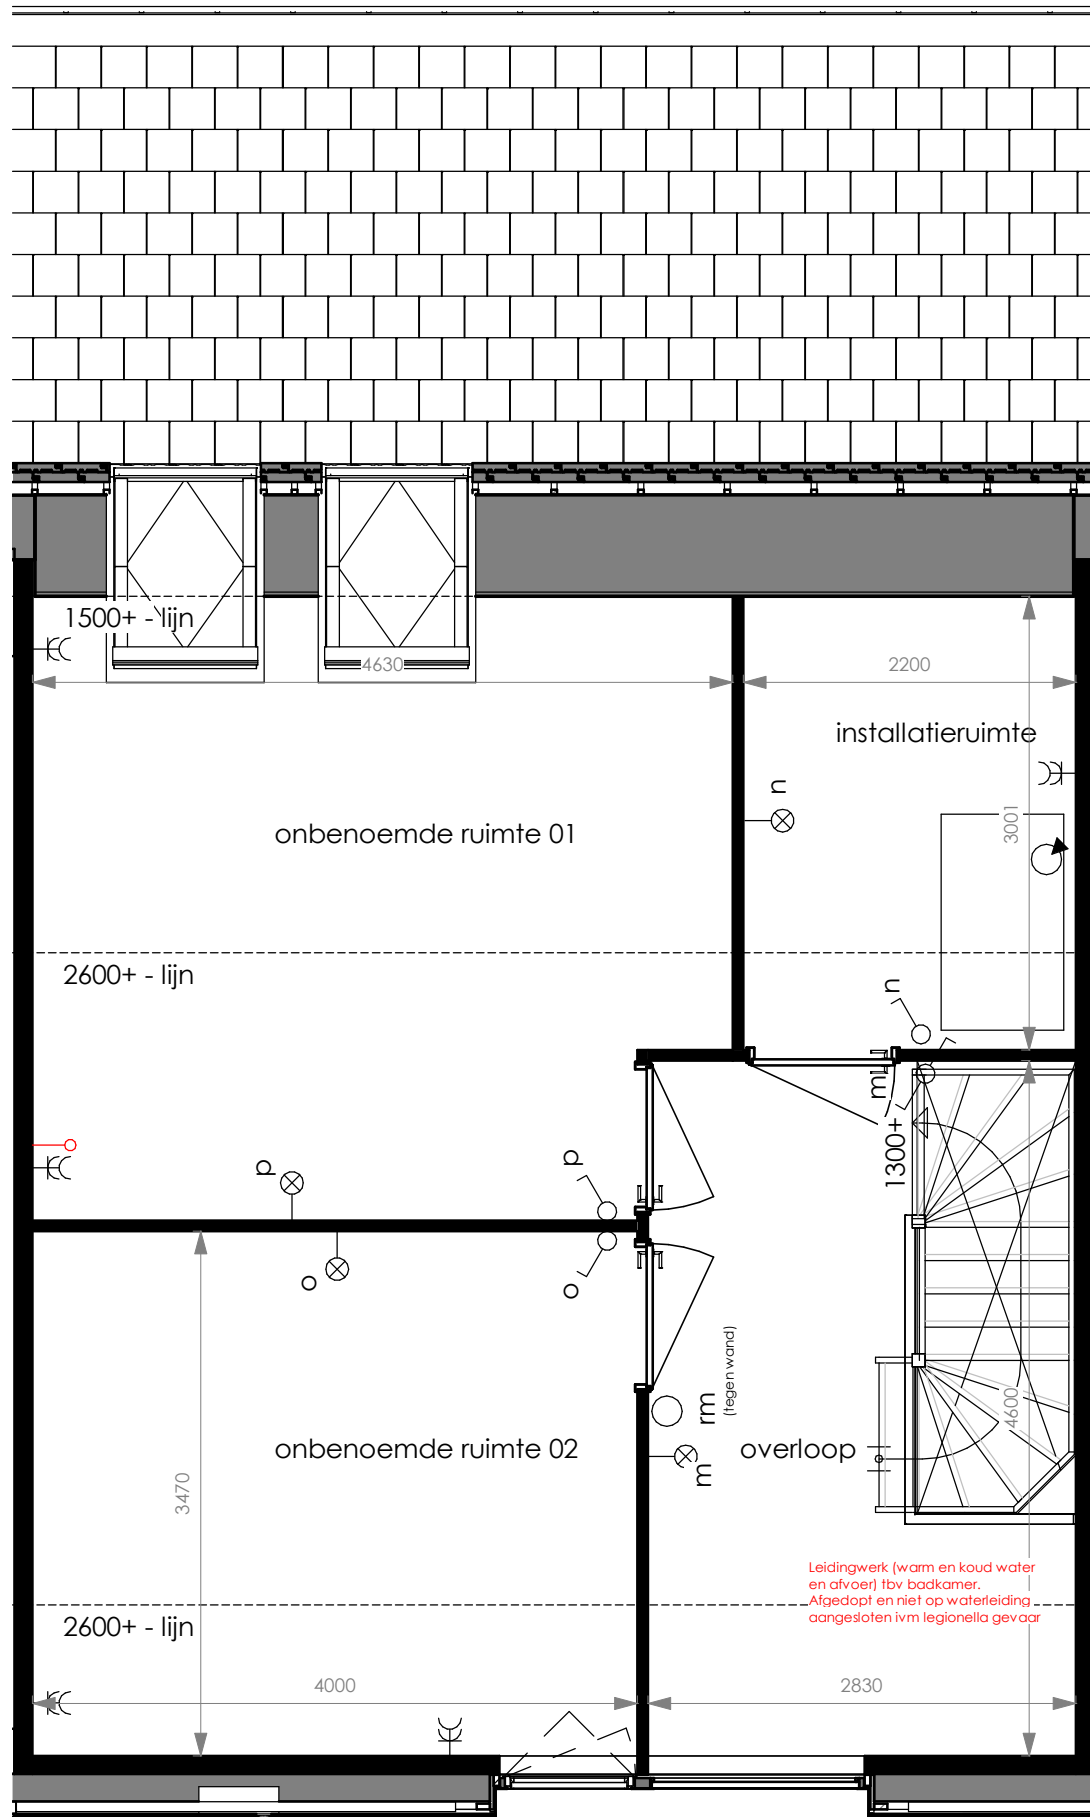 1500+ - lijn
4630
2200
installatieruimte
n
3001
onbenoemde ruimte 01
2600+ - lijn
n
m
1300+
p
p
o
o
rm
(tegen wand)
m
overloop
4600
onbenoemde ruimte 02
3470
Leidingwerk (warm en koud water
en afvoer) tbv badkamer.
Afgedopt en niet op waterleiding
aangesloten ivm legionella gevaar
2600+ - lijn
4000
2830